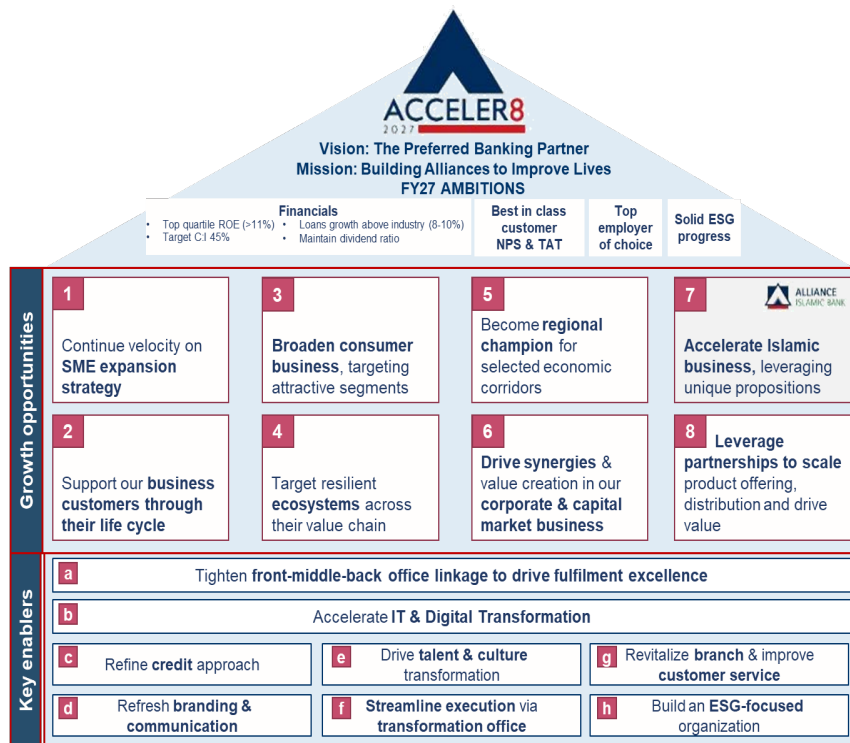 ACCELER8
2027
Vision: The Preferred Banking Partner
Mission: Building Alliances to Improve Lives
FY27 AMBITIONS
Financials
• Top quartile ROE (>11%)
• Target C:I 45%
• Loans growth above industry (8-10%)
• Maintain dividend ratio
Best in class
customer
NPS & TAT
Top
employer
of choice
Solid ESG
progress
Growth opportunities
1
Continue velocity on
SME expansion
strategy
2
Support our business
customers through
their life cycle
3
Broaden consumer
business, targeting
attractive segments
4
Target resilient
ecosystems across
their value chain
5
Become regional
champion for
selected economic
corridors
6
Drive synergies &
value creation in our
corporate & capital
market business
7
ALLIANCE
ISLAMIC BANK
Accelerate Islamic
business, leveraging
unique propositions
8
Leverage
partnerships to scale
product offering,
distribution and drive
value
Key enablers
a
Tighten front-middle-back office linkage to drive fulfilment excellence
b
Accelerate IT & Digital Transformation
c
Refine credit approach
d
Refresh branding &
communication
e
Drive talent & culture
transformation
f
Streamline execution via
transformation office
g
Revitalize branch & improve
customer service
h
Build an ESG-focused
organization